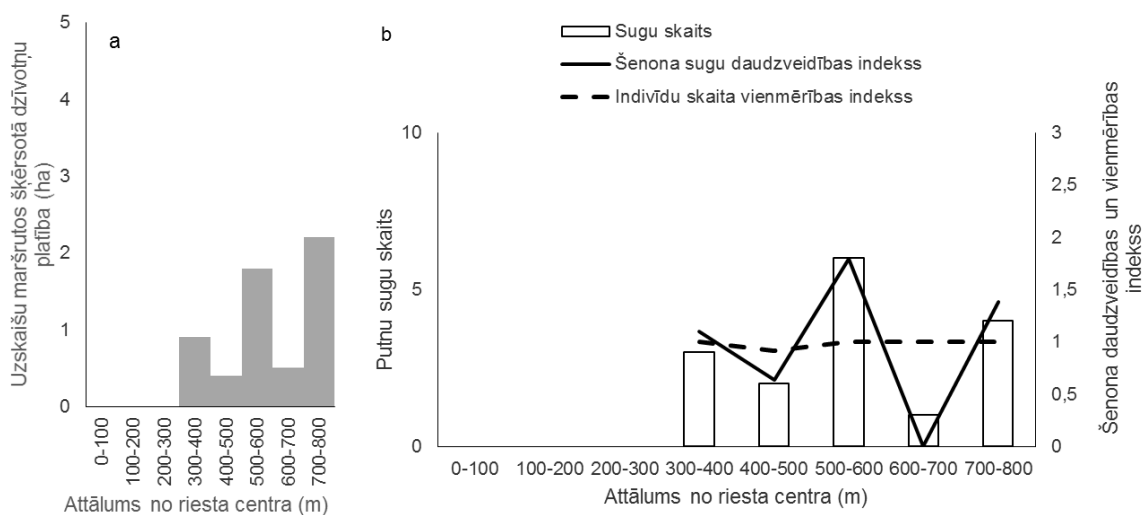 a
Uzskaišu maršrutos šķērsotā dzīvotņu
platība (ha)
5
4
3
2
1
0
0-100
100-200
200-300
300-400
400-500
500-600
600-700
700-800
Attālums no riesta centra (m)
b
Sugu skaits
Šenona sugu daudzveidības indekss
Indivīdu skaita vienmērības indekss
Putnu sugu skaits
10
5
0
3
2,5
2
1,5
1
0,5
0
Šenona daudzveidības un vienmērības
indekss
0-100 100-200 200-300 300-400 400-500 500-600 600-700 700-800
Attālums no riesta centra (m)